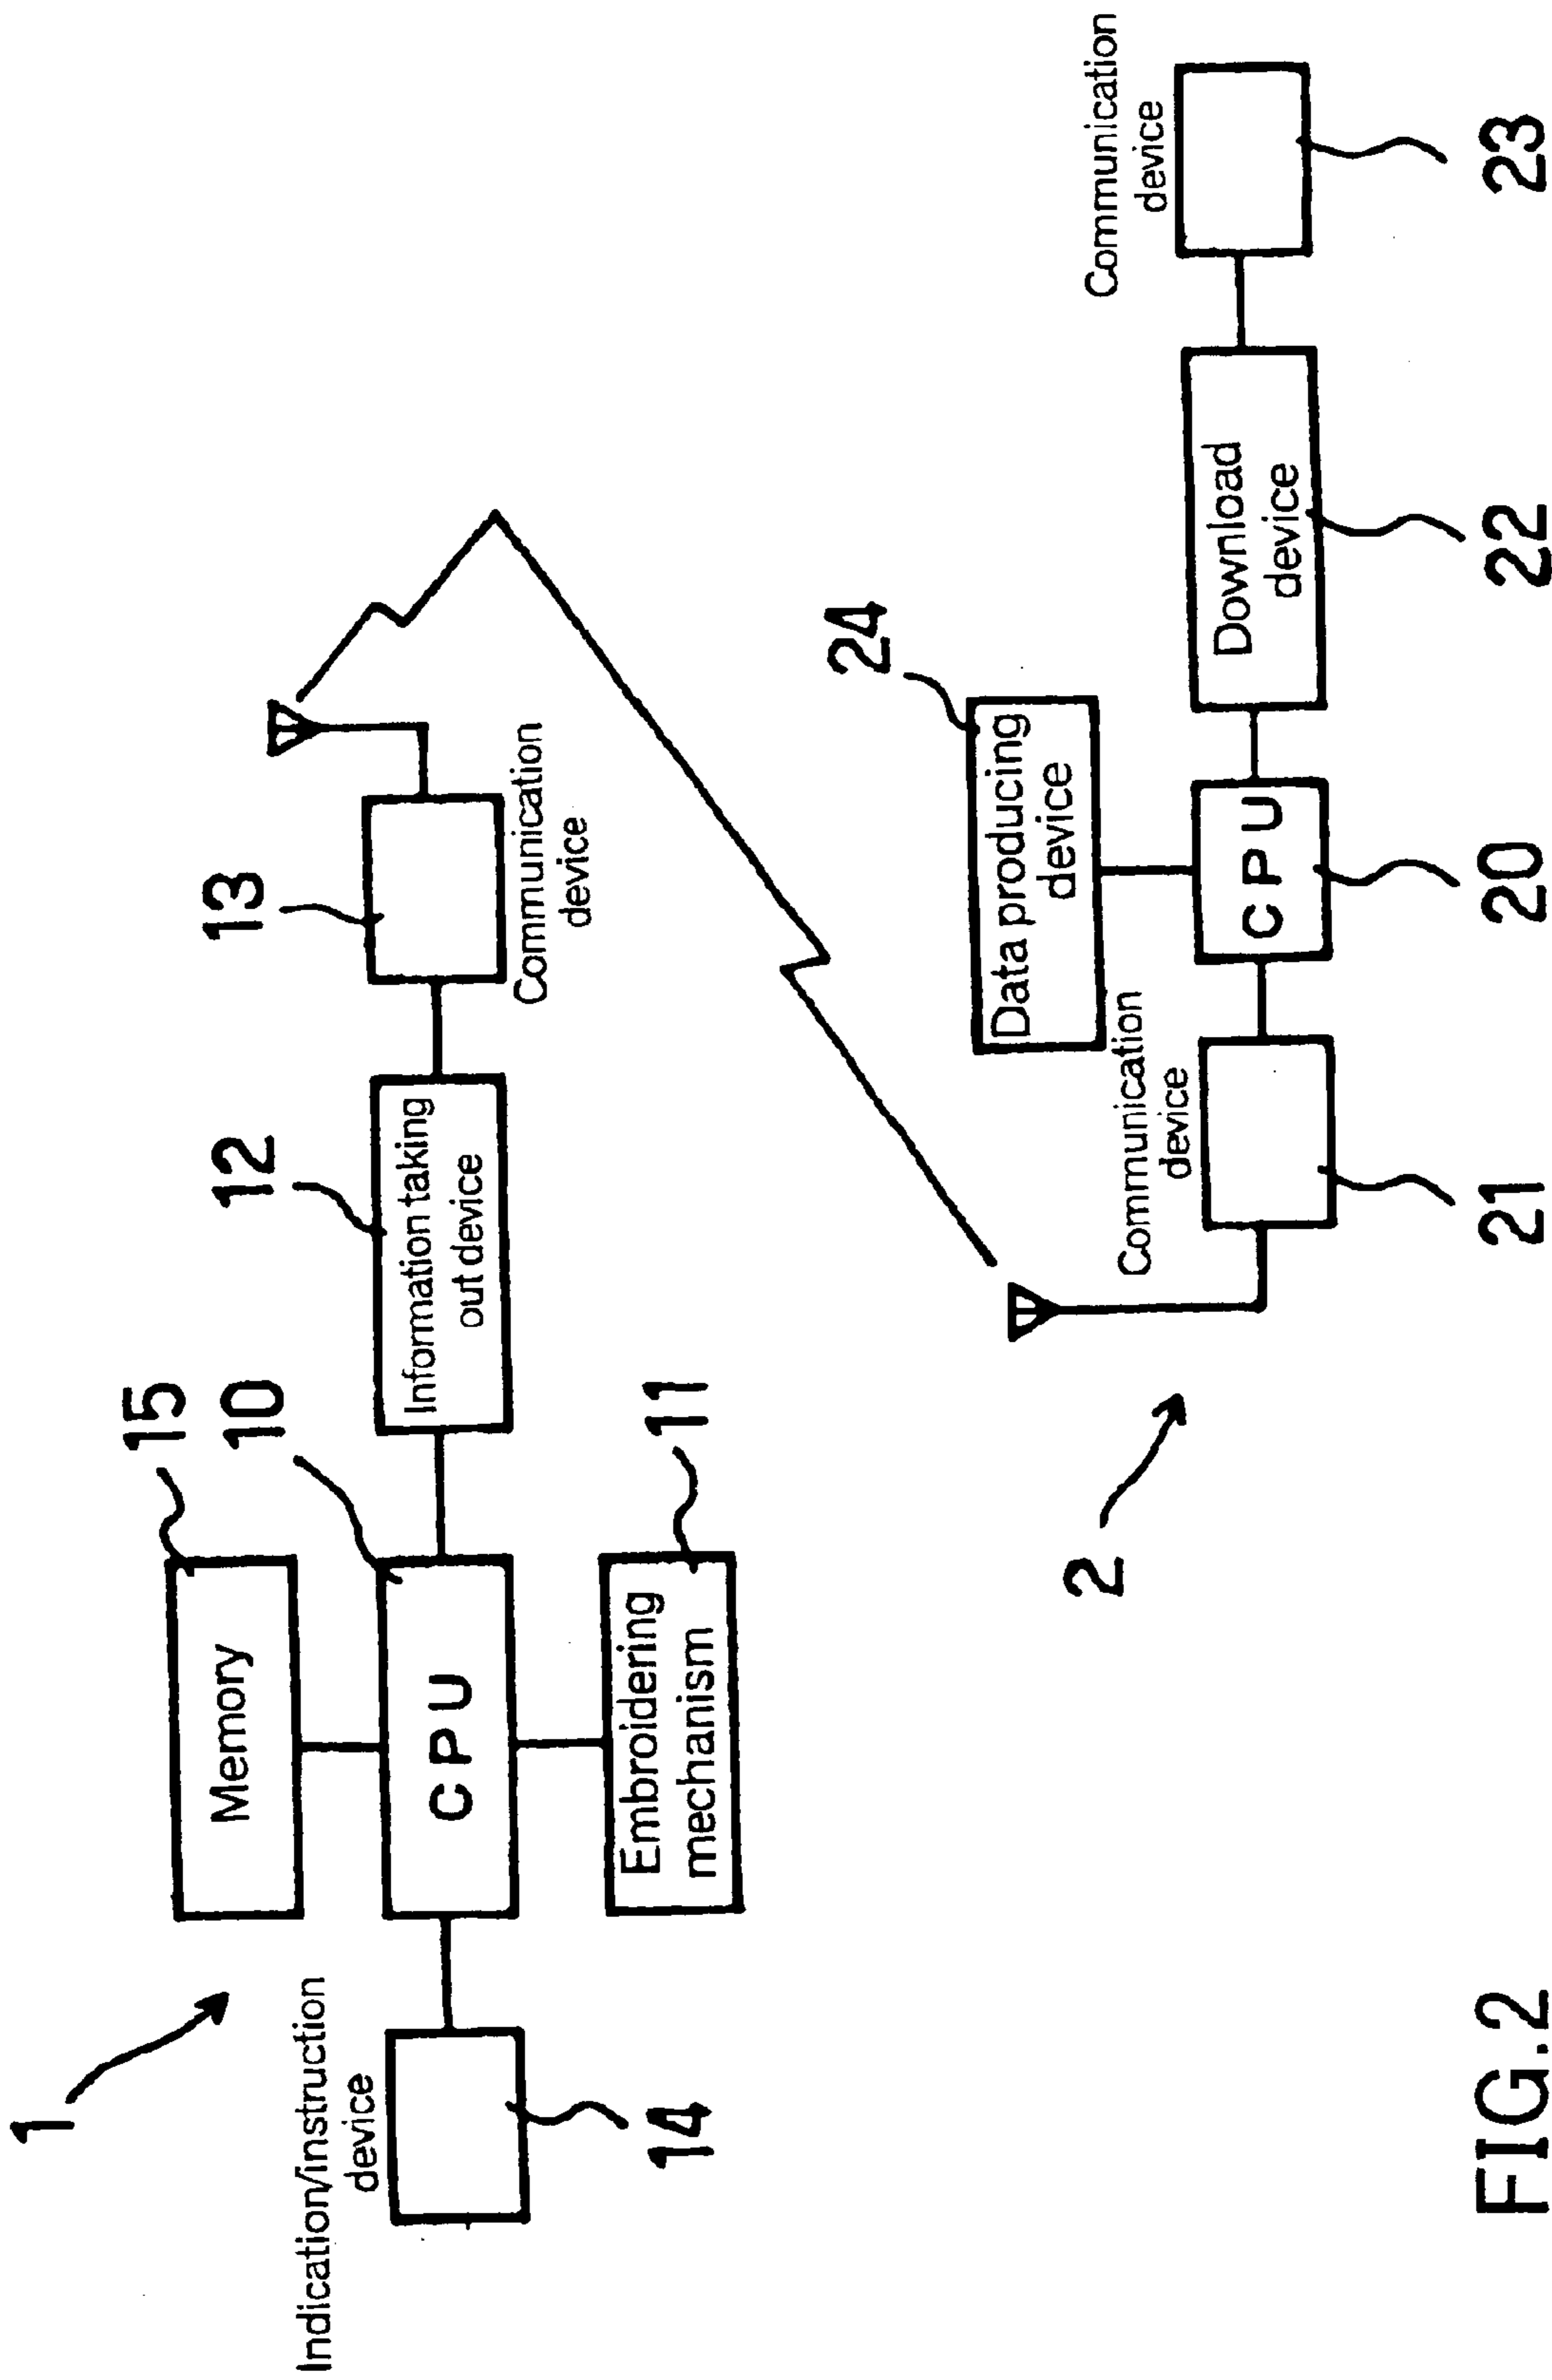 1
Indication/instruction
device
14
Memory
15
CPU
10
Embroidering
mechanism
11
Information taking
out device
12
13
Communication
device
2
Communication
device
21
Data producing
device
24
CPU
20
Download
device
22
Communication
device
23
FIG.2